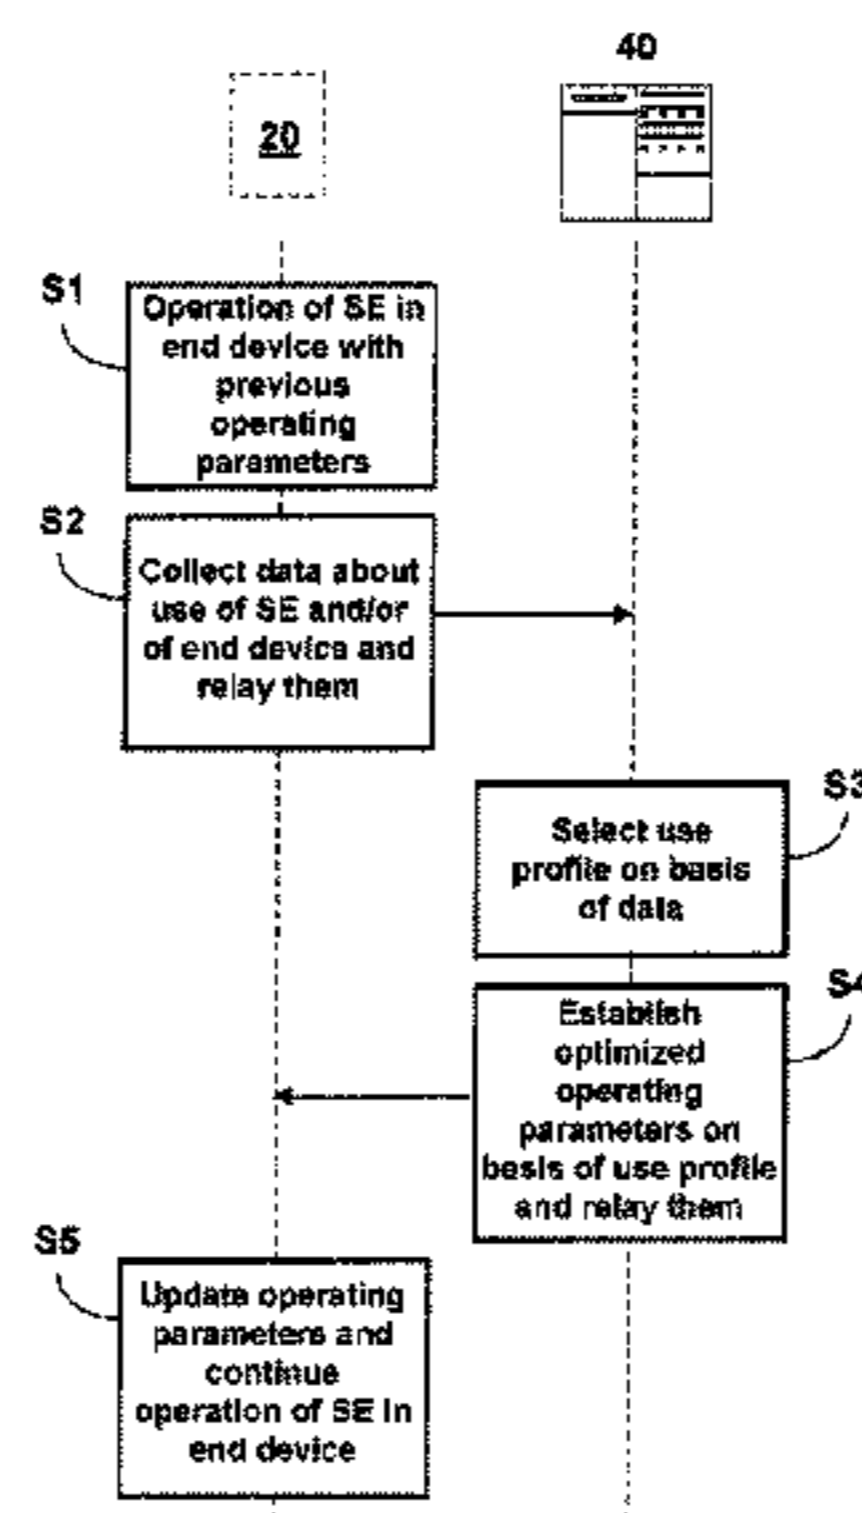 40
20
S1
Operation of SE in
end device with
previous
operating
parameters
S2
Collect data about
use of SE and/or
of end device and
relay them
S3
Select use
profile on basis
of data
S4
Establish
optimized
operating
parameters on
basis of use profile
and relay them
S5
Update operating
parameters and
continue
operation of SE in
end device